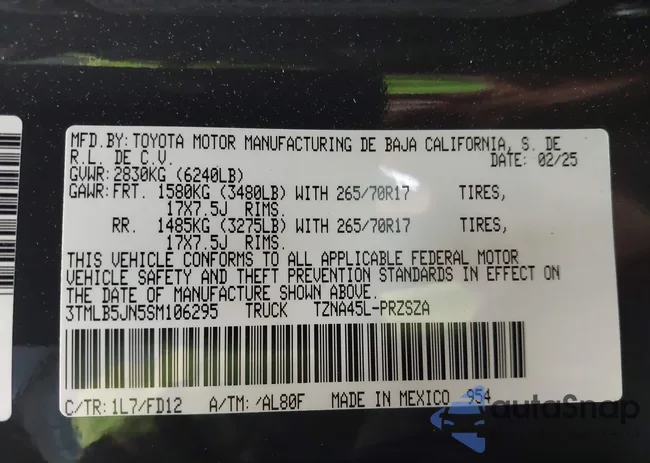 MFD.BY: TOYOTA MOTOR MANUFACTURING DE BAJA CALIFORNIA, S. DE
R.L. DE C.V. DATE: 02/25
GVWR: 2830KG (6240LB)
GAWR: FRT. 1580KG (3480LB) WITH 265/70R17 TIRES,
17X7.5J RIMS.
RR. 1485KG (3275LB) WITH 265/70R17 TIRES,
17X7.5J RIMS.
THIS VEHICLE CONFORMS TO ALL APPLICABLE FEDERAL MOTOR
VEHICLE SAFETY AND THEFT PREVENTION STANDARDS IN EFFECT ON
THE DATE OF MANUFACTURE SHOWN ABOVE.
3TMLB5JN5SM106295 TRUCK TZNA45L-PRZSZA
C/TR: 1L7/FD12 A/TM: /AL80F MADE IN MEXICO 954
autoSnap